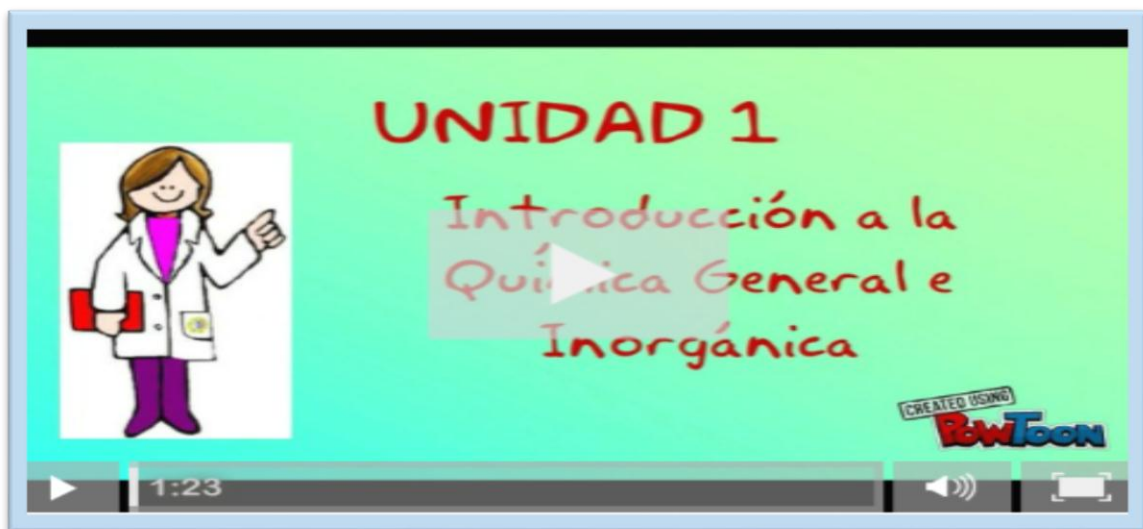 UNIDAD 1
Introducción a la
Química General e
Inorgánica
CREATED USING
POWTOON
1:23